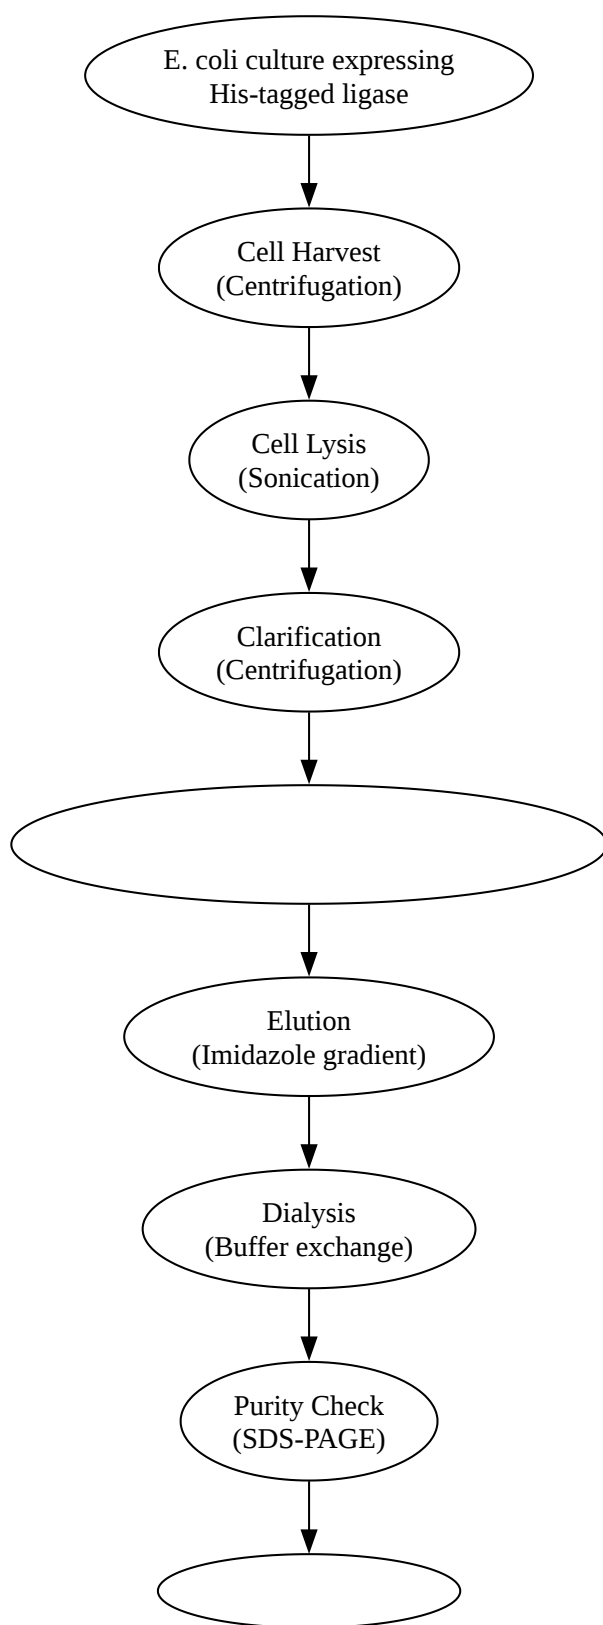 E. coli culture expressing
His-tagged ligase
Cell Harvest
(Centrifugation)
Cell Lysis
(Sonication)
Clarification
(Centrifugation)
Elution
(Imidazole gradient)
Dialysis
(Buffer exchange)
Purity Check
(SDS-PAGE)